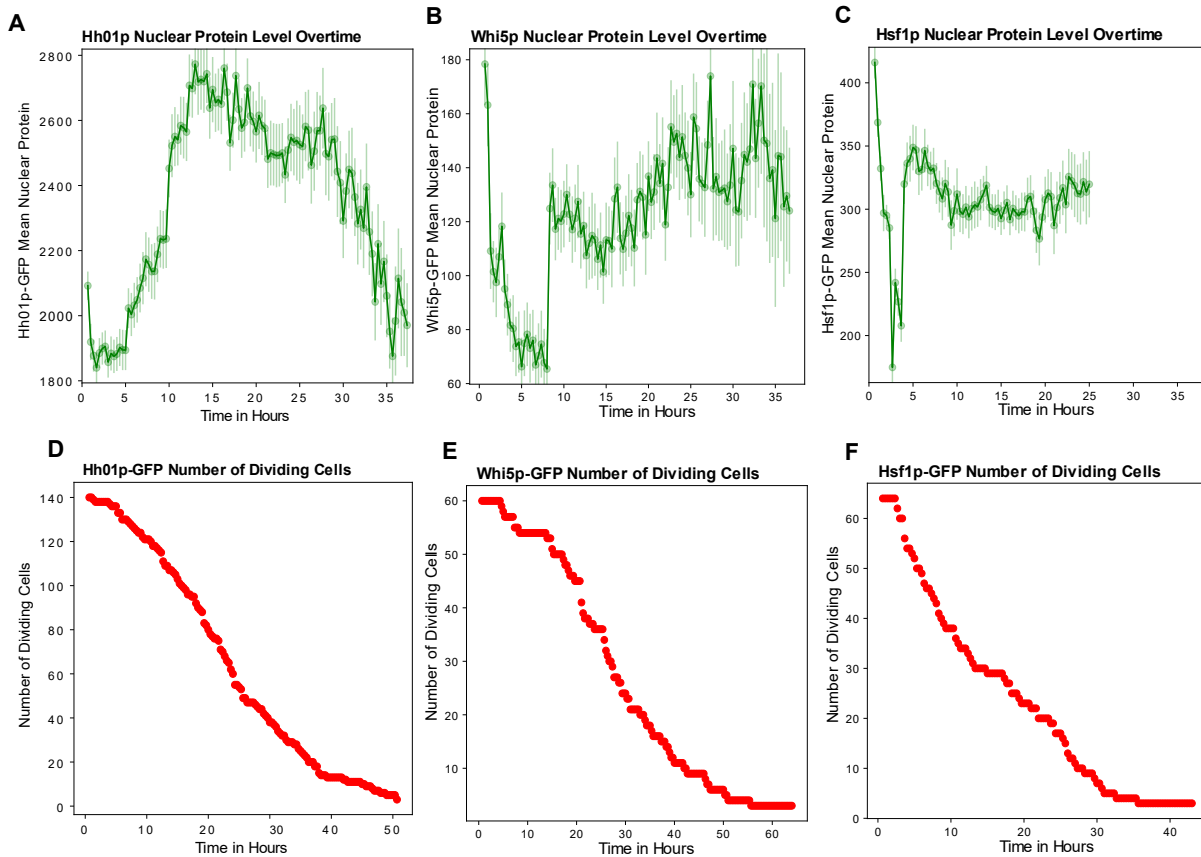 A
Hh01p Nuclear Protein Level Overtime
Hh01p-GFP Mean Nuclear Protein
2800
2600
2400
2200
2000
1800
0 5 10 15 20 25 30 35
Time in Hours
B
Whi5p Nuclear Protein Level Overtime
Whi5p-GFP Mean Nuclear Protein
180
160
140
120
100
80
60
0 5 10 15 20 25 30 35
Time in Hours
C
Hsf1p Nuclear Protein Level Overtime
Hsf1p-GFP Mean Nuclear Protein
400
350
300
250
200
0 5 10 15 20 25 30 35
Time in Hours
D
Hh01p-GFP Number of Dividing Cells
Number of Dividing Cells
140
120
100
80
60
40
20
0
0 10 20 30 40 50
Time in Hours
E
Whi5p-GFP Number of Dividing Cells
Number of Dividing Cells
60
50
40
30
20
10
0 10 20 30 40 50 60
Time in Hours
F
Hsf1p-GFP Number of Dividing Cells
Number of Dividing Cells
60
50
40
30
20
10
0
0 10 20 30 40
Time in Hours